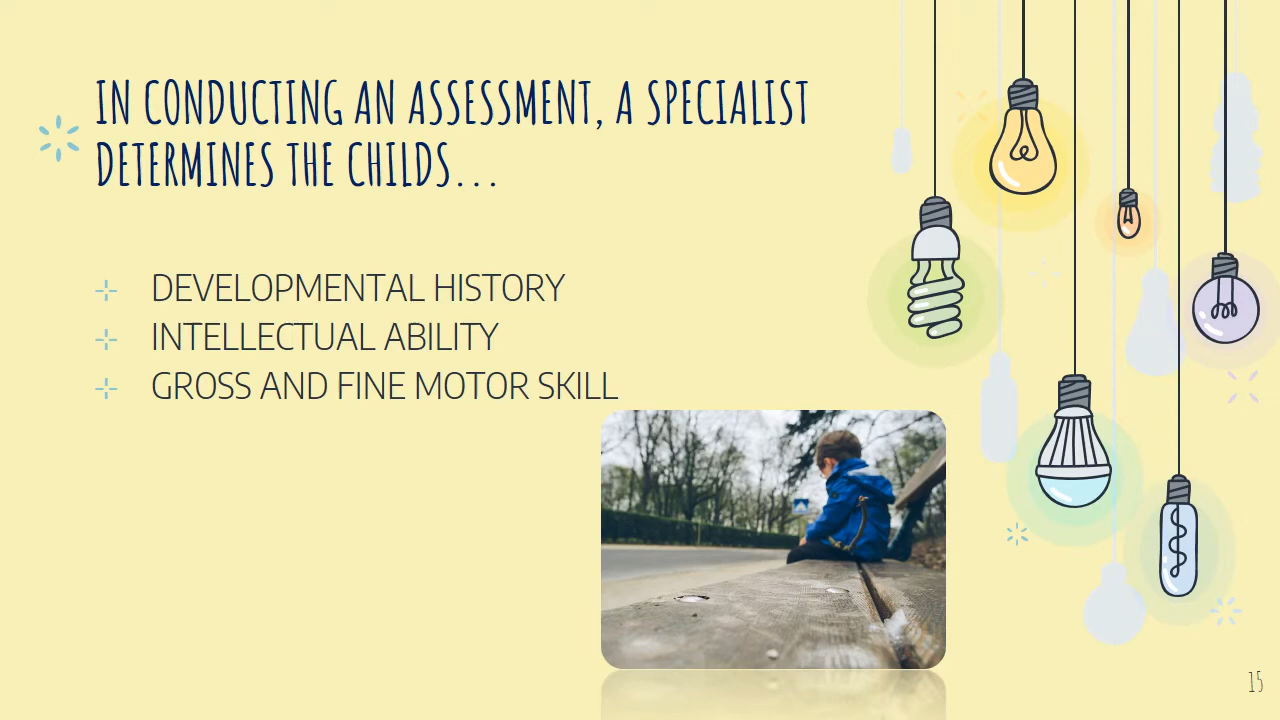 IN CONDUCTING AN ASSESSMENT, A SPECIALIST
DETERMINES THE CHILDS...
DEVELOPMENTAL HISTORY
INTELLECTUAL ABILITY
GROSS AND FINE MOTOR SKILL
15